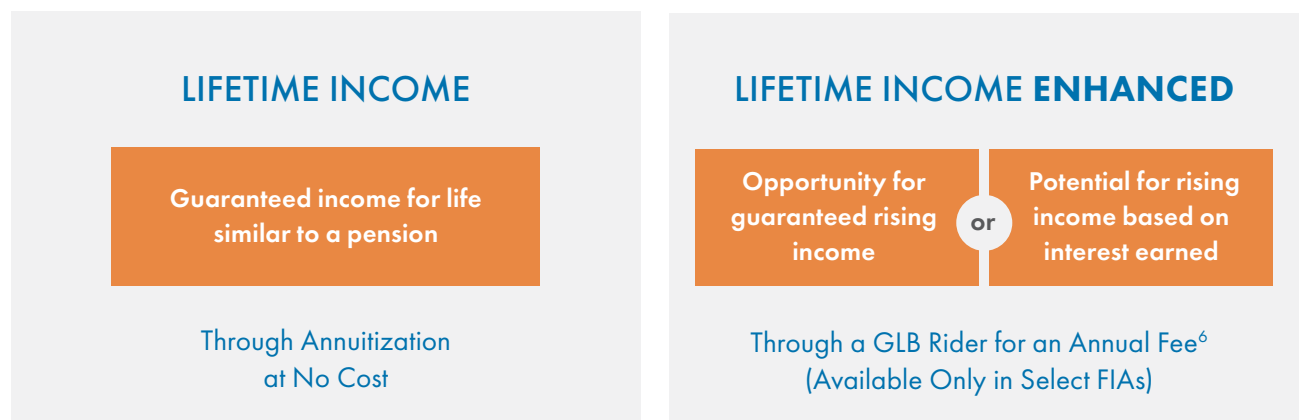 LIFETIME INCOME
Guaranteed income for life
similar to a pension
Through Annuitization
at No Cost
LIFETIME INCOME ENHANCED
Opportunity for
guaranteed rising
income
or
Potential for rising
income based on
interest earned
Through a GLB Rider for an Annual Fee⁶
(Available Only in Select FIAs)